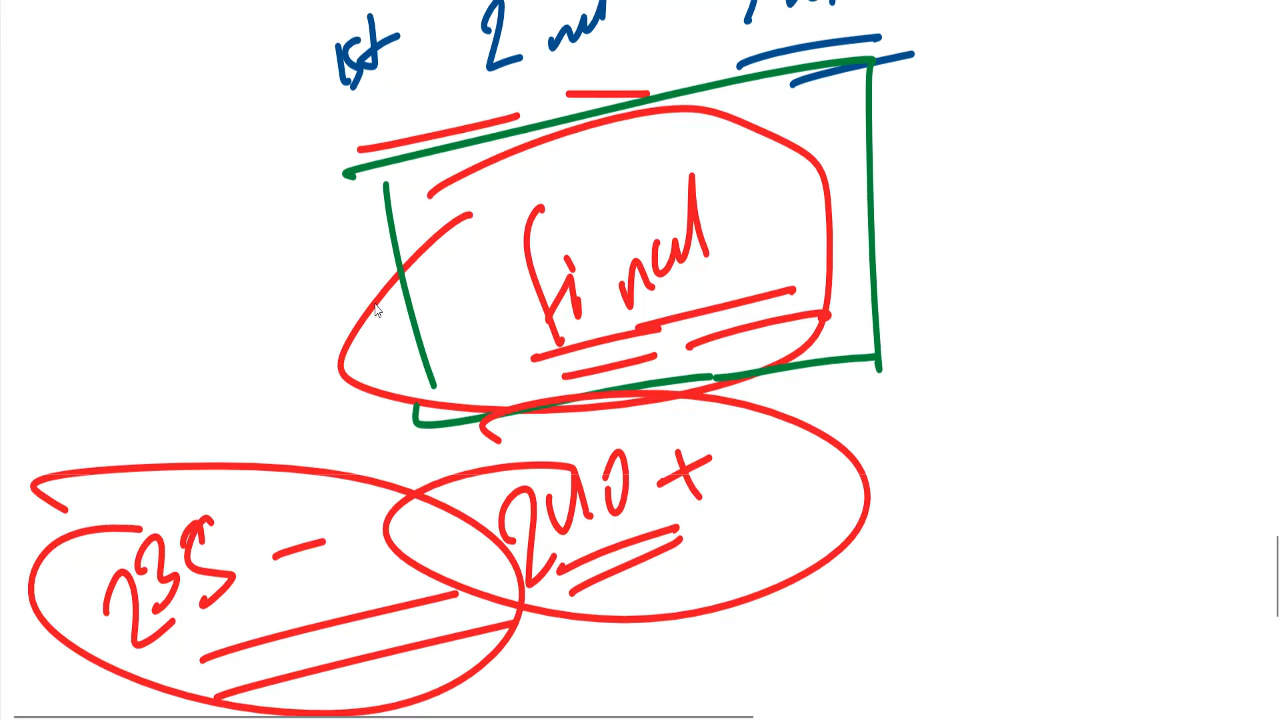 1st 2nd
final
240 +
235 -